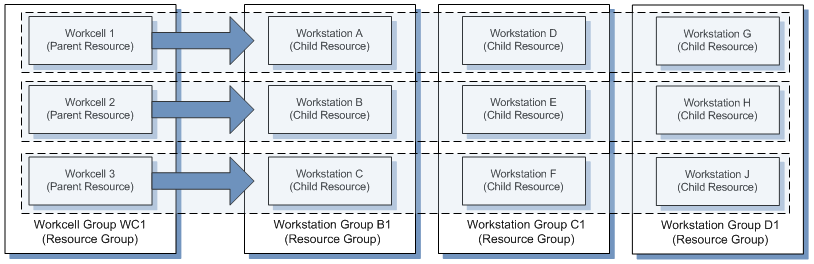 Workcell 1
(Parent Resource)
Workstation A
(Child Resource)
Workstation D
(Child Resource)
Workstation G
(Child Resource)
Workcell 2
(Parent Resource)
Workstation B
(Child Resource)
Workstation E
(Child Resource)
Workstation H
(Child Resource)
Workcell 3
(Parent Resource)
Workstation C
(Child Resource)
Workstation F
(Child Resource)
Workstation J
(Child Resource)
Workcell Group WC1
(Resource Group)
Workstation Group B1
(Resource Group)
Workstation Group C1
(Resource Group)
Workstation Group D1
(Resource Group)